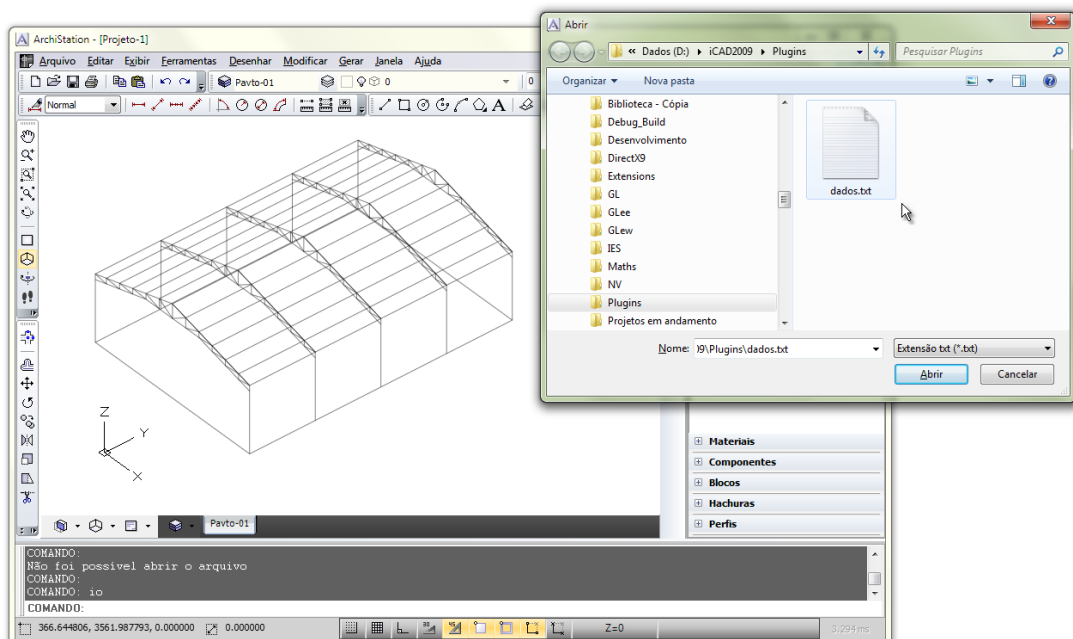 ArchiStation - [Projeto-1]
Arquivo Editar Exibir Ferramentas Desenhar Modificar Gerar Janela Ajuda
Pavto-01 0 0
Normal A
Z
Y
X
Pavto-01
COMANDO:
Não foi possivel abrir o arquivo
COMANDO:
COMANDO: io
COMANDO:
366.644806, 3561.987793, 0.000000 0.000000 Z=0 3.294 ms
Abrir
« Dados (D:) iCAD2009 Plugins Pesquisar Plugins
Organizar Nova pasta
Biblioteca - Cópia
Debug_Build
Desenvolvimento
DirectX9
Extensions
GL
GLee
GLew
IES
Maths
NV
Plugins
Projetos em andamento
dados.txt
Nome: )9\Plugins\dados.txt Extensão txt (*.txt)
Abrir Cancelar
Materiais
Componentes
Blocos
Hachuras
Perfis